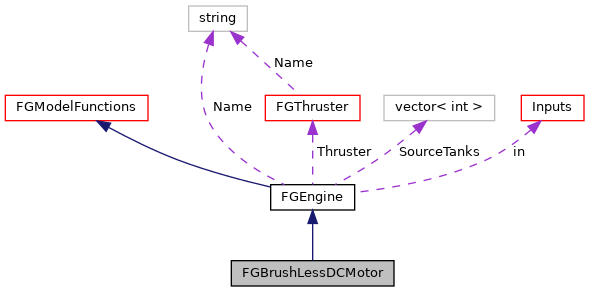 string
Name
FGModelFunctions
Name
FGThruster
vector< int >
Inputs
Thruster
SourceTanks
in
FGEngine
FGBrushLessDCMotor